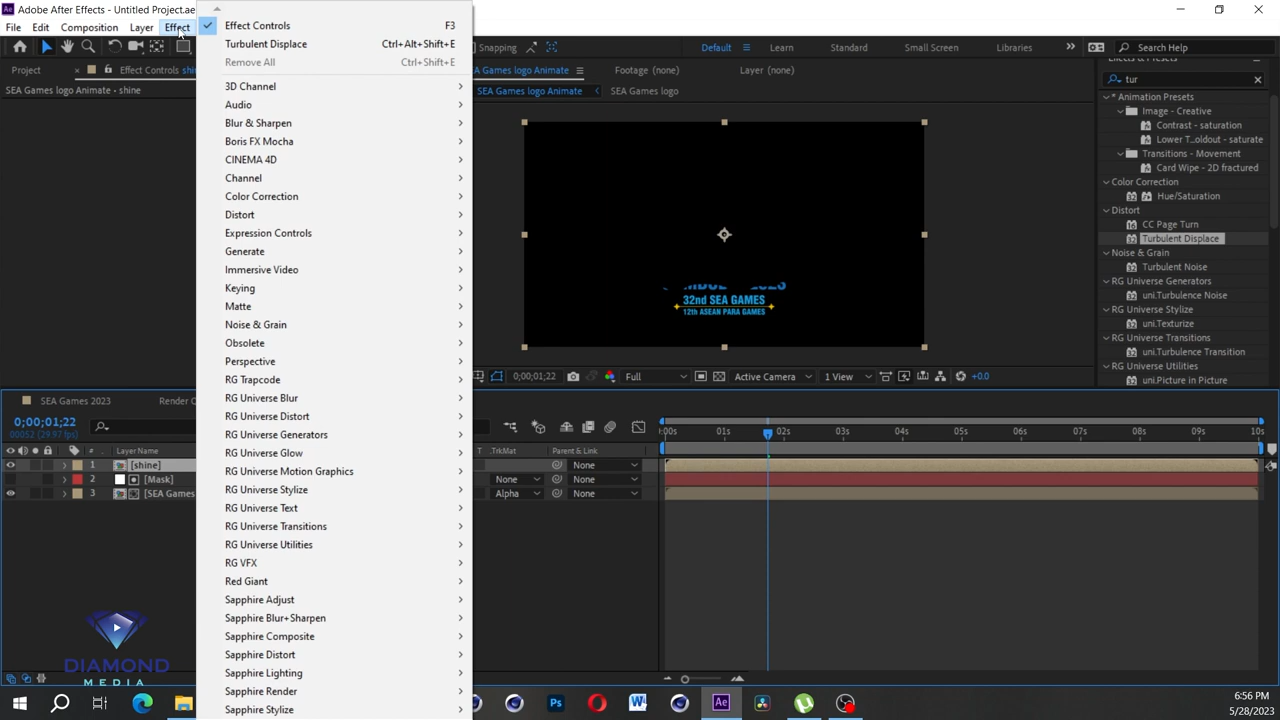 Adobe After Effects - Untitled Project.ae
File Edit Composition Layer Effect
Effect Controls F3
Turbulent Displace Ctrl+Alt+Shift+E
Remove All Ctrl+Shift+E
3D Channel
Audio
Blur & Sharpen
Boris FX Mocha
CINEMA 4D
Channel
Color Correction
Distort
Expression Controls
Generate
Immersive Video
Keying
Matte
Noise & Grain
Obsolete
Perspective
RG Trapcode
RG Universe Blur
RG Universe Distort
RG Universe Generators
RG Universe Glow
RG Universe Motion Graphics
RG Universe Stylize
RG Universe Text
RG Universe Transitions
RG Universe Utilities
RG VFX
Red Giant
Sapphire Adjust
Sapphire Blur+Sharpen
Sapphire Composite
Sapphire Distort
Sapphire Lighting
Sapphire Render
Sapphire Stylize
Snapping
Default Learn Standard Small Screen Libraries Search Help
Project Effect Controls
SEA Games logo Animate • shine
SEA Games logo Animate Footage (none) Layer (none)
SEA Games logo Animate SEA Games logo
32nd SEA GAMES
12th ASEAN PARA GAMES
0;00;01;22 Full Active Camera 1 View +0.0
Effects & Presets
tur
* Animation Presets
Image - Creative
Contrast - saturation
Lower T...oldout - saturate
Transitions - Movement
Card Wipe - 2D fractured
Color Correction
Hue/Saturation
Distort
CC Page Turn
Turbulent Displace
Noise & Grain
Turbulent Noise
RG Universe Generators
uni.Turbulence Noise
RG Universe Stylize
uni.Texturize
RG Universe Transitions
uni.Turbulence Transition
RG Universe Utilities
uni.Picture in Picture
SEA Games 2023 Render Q
0;00;01;22
00052 (29.97 fps)
# Layer Name T TrkMat Parent & Link
1 [shine] None
2 [Mask] None None
3 [SEA Games Alpha None
:00s 01s 02s 03s 04s 05s 06s 07s 08s 09s 10s
DIAMOND
MEDIA
6:56 PM
5/28/2023